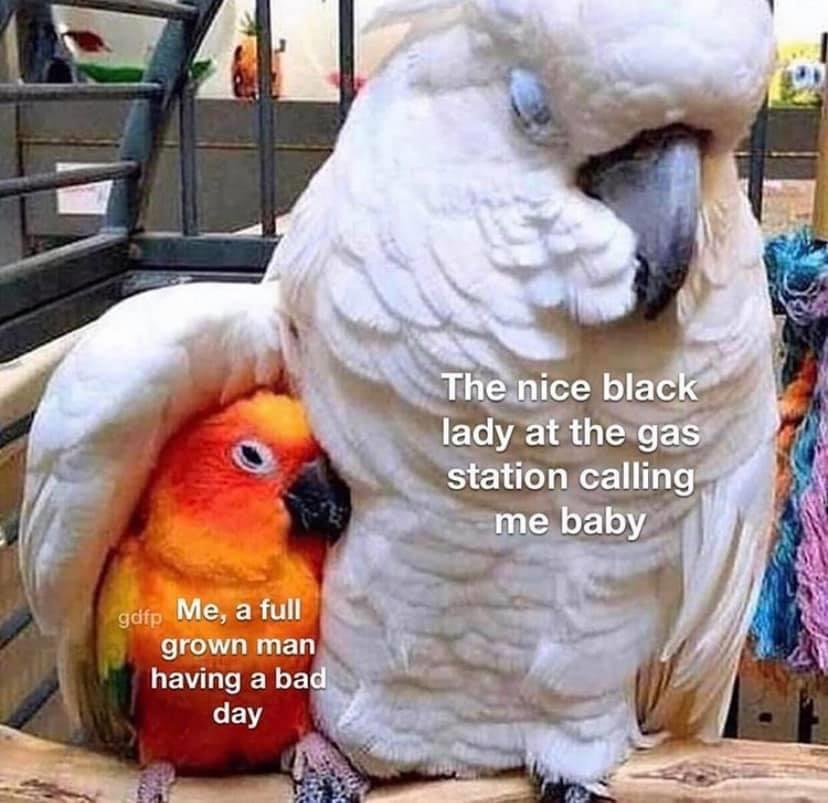 The nice black
lady at the gas
station calling
me baby
gdfp
Me, a full
grown man
having a bad
day